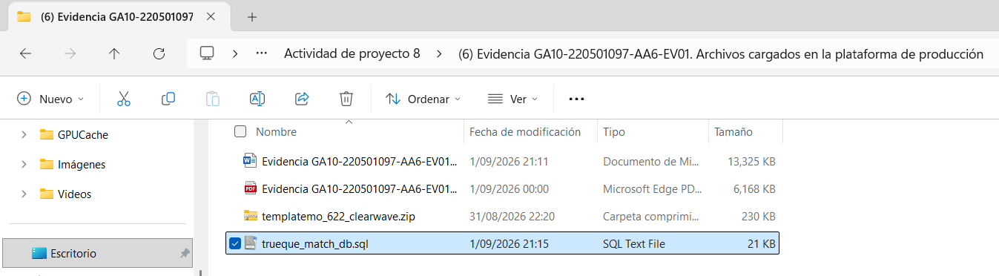 (6) Evidencia GA10-220501097
Actividad de proyecto 8 (6) Evidencia GA10-220501097-AA6-EV01. Archivos cargados en la plataforma de producción
Nuevo Ordenar Ver
GPUCache
Imágenes
Videos
Escritorio
Nombre Fecha de modificación Tipo Tamaño
Evidencia GA10-220501097-AA6-EV01... 1/09/2026 21:11 Documento de Mi... 13,325 KB
Evidencia GA10-220501097-AA6-EV01... 1/09/2026 00:00 Microsoft Edge PD... 6,168 KB
templatemo_622_clearwave.zip 31/08/2026 22:20 Carpeta comprimi... 230 KB
trueque_match_db.sql 1/09/2026 21:15 SQL Text File 21 KB